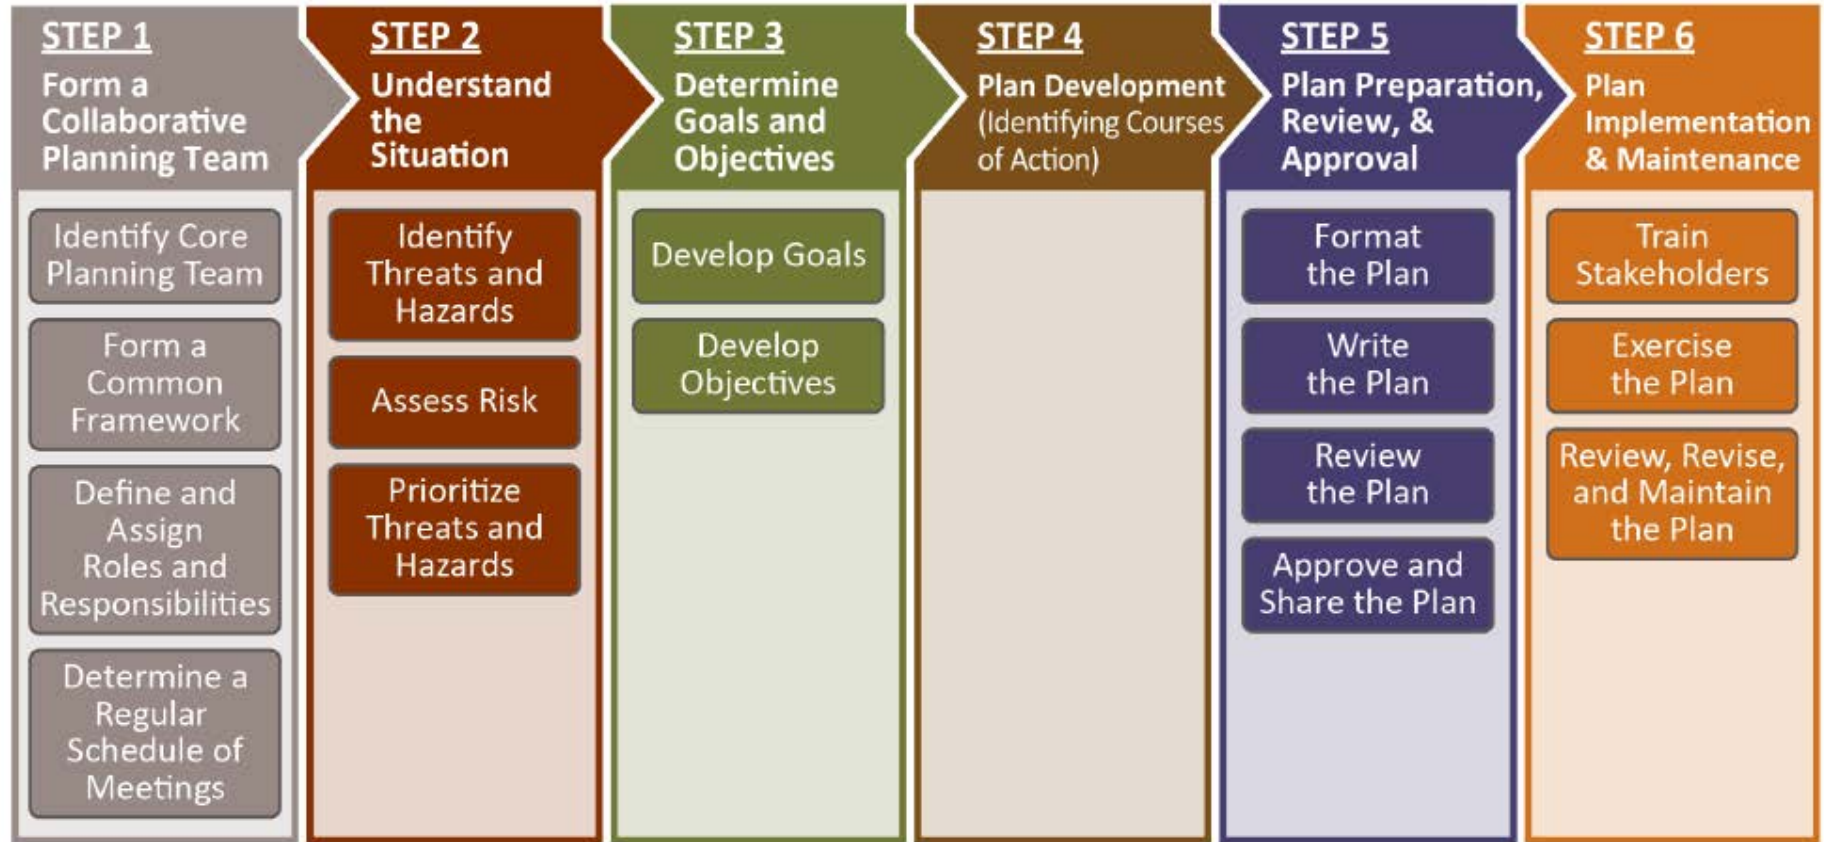 STEP 1
Form a
Collaborative
Planning Team
Identify Core
Planning Team
Form a
Common
Framework
Define and
Assign
Roles and
Responsibilities
Determine a
Regular
Schedule of
Meetings
STEP 2
Understand
the
Situation
Identify
Threats and
Hazards
Assess Risk
Prioritize
Threats and
Hazards
STEP 3
Determine
Goals and
Objectives
Develop Goals
Develop
Objectives
STEP 4
Plan Development
(Identifying Courses
of Action)
STEP 5
Plan Preparation,
Review, &
Approval
Format
the Plan
Write
the Plan
Review
the Plan
Approve and
Share the Plan
STEP 6
Plan
Implementation
& Maintenance
Train
Stakeholders
Exercise
the Plan
Review, Revise,
and Maintain
the Plan